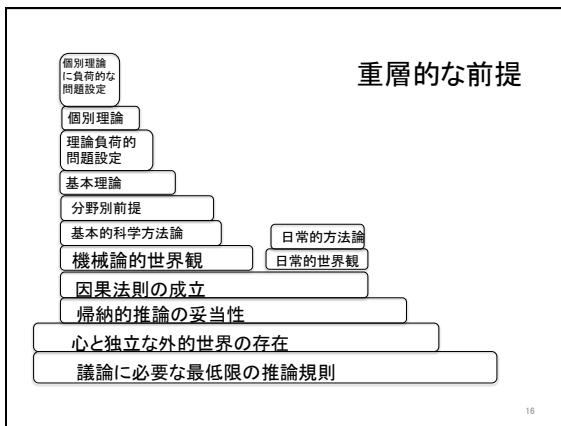 重層的な前提
個別理論
に負荷的な
問題設定
個別理論
理論負荷的
問題設定
基本理論
分野別前提
基本的科学方法論
日常的方法論
機械論的世界観
日常的世界観
因果法則の成立
帰納的推論の妥当性
心と独立な外的世界の存在
議論に必要な最低限の推論規則
16